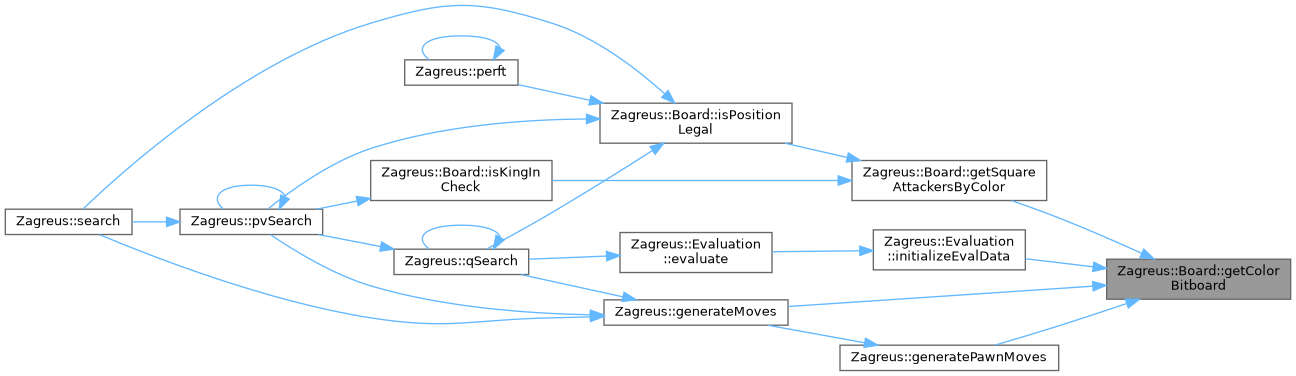 Zagreus::perft
Zagreus::Board::isPosition
Legal
Zagreus::Board::isKingIn
Check
Zagreus::Board::getSquare
AttackersByColor
Zagreus::search
Zagreus::pvSearch
Zagreus::qSearch
Zagreus::Evaluation
::evaluate
Zagreus::Evaluation
::initializeEvalData
Zagreus::Board::getColor
Bitboard
Zagreus::generateMoves
Zagreus::generatePawnMoves